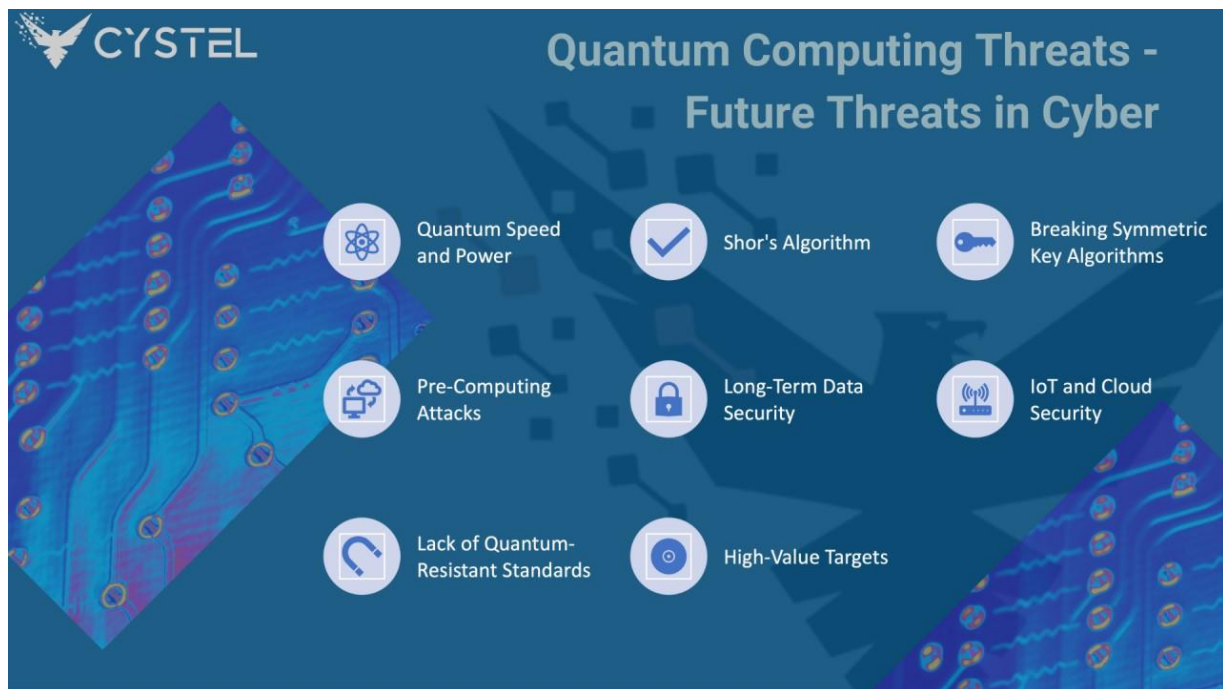 CYSTEL
Quantum Computing Threats -
Future Threats in Cyber
Quantum Speed
and Power
Shor's Algorithm
Breaking Symmetric
Key Algorithms
Pre-Computing
Attacks
Long-Term Data
Security
IoT and Cloud
Security
Lack of Quantum-
Resistant Standards
High-Value Targets